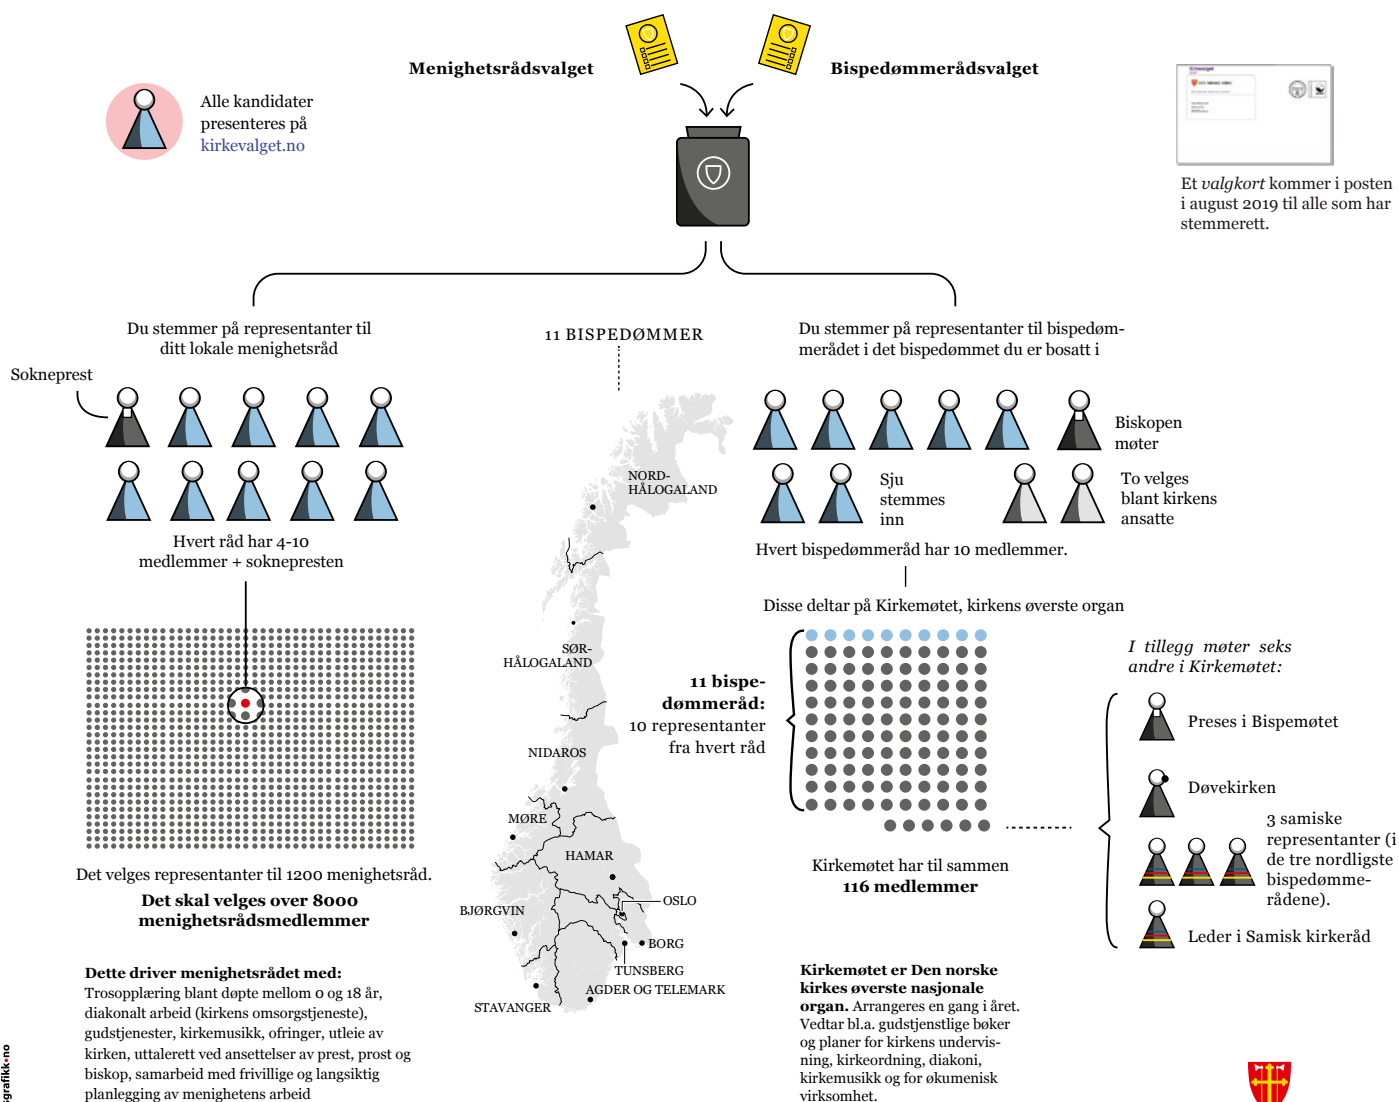 Menighetsrådsvalget
Bispedømmerådsvalget
Alle kandidater
presenteres på
kirkevalget.no
Et valgkort kommer i posten
i august 2019 til alle som har
stemmerett.
Du stemmer på representanter til
ditt lokale menighetsråd
Sokneprest
Hvert råd har 4-10
medlemmer + soknepresten
Det velges representanter til 1200 menighetsråd.
Det skal velges over 8000
menighetsrådsmedlemmer
Dette driver menighetsrådet med:
Trosopplæring blant døpte mellom 0 og 18 år,
diakonalt arbeid (kirkens omsorgstjeneste),
gudstjenester, kirkemusikk, ofringer, utleie av
kirken, uttalerett ved ansettelser av prest, prost og
biskop, samarbeid med frivillige og langsiktig
planlegging av menighetens arbeid
11 BISPEDØMMER
NORD-
HÅLOGALAND
SØR-
HÅLOGALAND
NIDAROS
MØRE
HAMAR
BJØRGVIN
OSLO
BORG
TUNSBERG
AGDER OG TELEMARK
STAVANGER
Du stemmer på representanter til bispedøm-
merådet i det bispedømmet du er bosatt i
Biskopen
møter
Sju
stemmes
inn
To velges
blant kirkens
ansatte
Hvert bispedømmeråd har 10 medlemmer.
Disse deltar på Kirkemøtet, kirkens øverste organ
11 bispe-
dømmeråd:
10 representanter
fra hvert råd
Kirkemøtet har til sammen
116 medlemmer
I tillegg møter seks
andre i Kirkemøtet:
Preses i Bispemøtet
Døvekirken
3 samiske
representanter (i
de tre nordligste
bispedømme-
rådene).
Leder i Samisk kirkeråd
Kirkemøtet er Den norske
kirkes øverste nasjonale
organ. Arrangeres en gang i året.
Vedtar bl.a. gudstjenstlige bøker
og planer for kirkens undervis-
ning, kirkeordning, diakoni,
kirkemusikk og for økumenisk
virksomhet.
sgrafikk•no